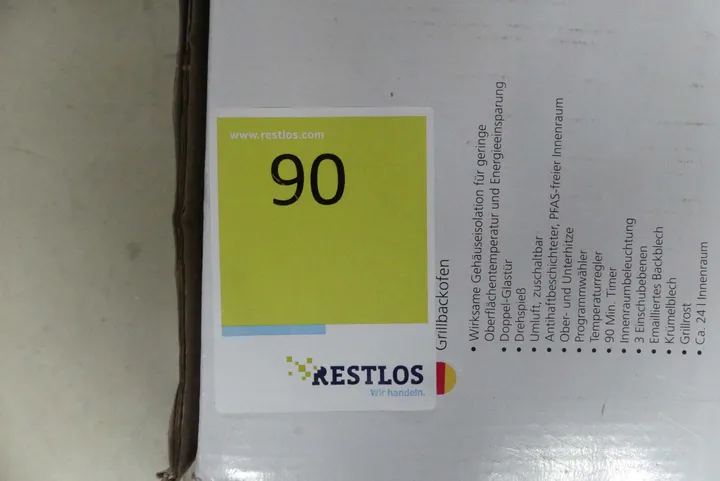 www.restlos.com
90
RESTLOS
Wir handeln.
Grillbackofen
• Wirksame Gehäuseisolation für geringe
Oberflächentemperatur und Energieeinsparung
• Doppel-Glastür
• Drehspieß
• Umluft, zuschaltbar
• Antihaftbeschichteter, PFAS-freier Innenraum
• Ober- und Unterhitze
• Programmwähler
• Temperaturregler
• 90 Min. Timer
• Innenraumbeleuchtung
• 3 Einschubebenen
• Emailliertes Backblech
• Krümelblech
• Grillrost
• Ca. 24 l Innenraum